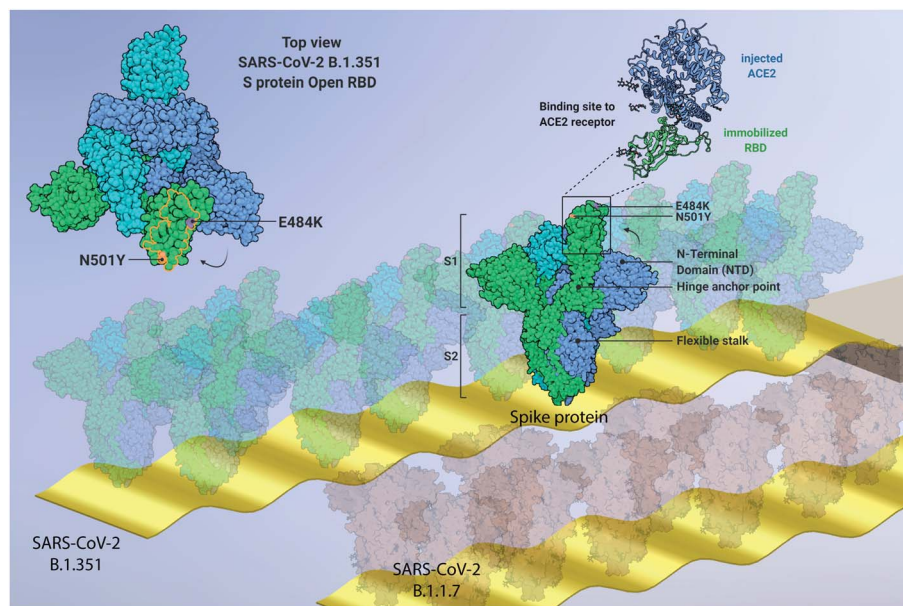 Top view
SARS-CoV-2 B.1.351
S protein Open RBD
E484K
N501Y
injected
ACE2
Binding site to
ACE2 receptor
immobilized
RBD
E484K
N501Y
S1
N-Terminal
Domain (NTD)
Hinge anchor point
S2
Flexible stalk
Spike protein
SARS-CoV-2
B.1.351
SARS-CoV-2
B.1.1.7